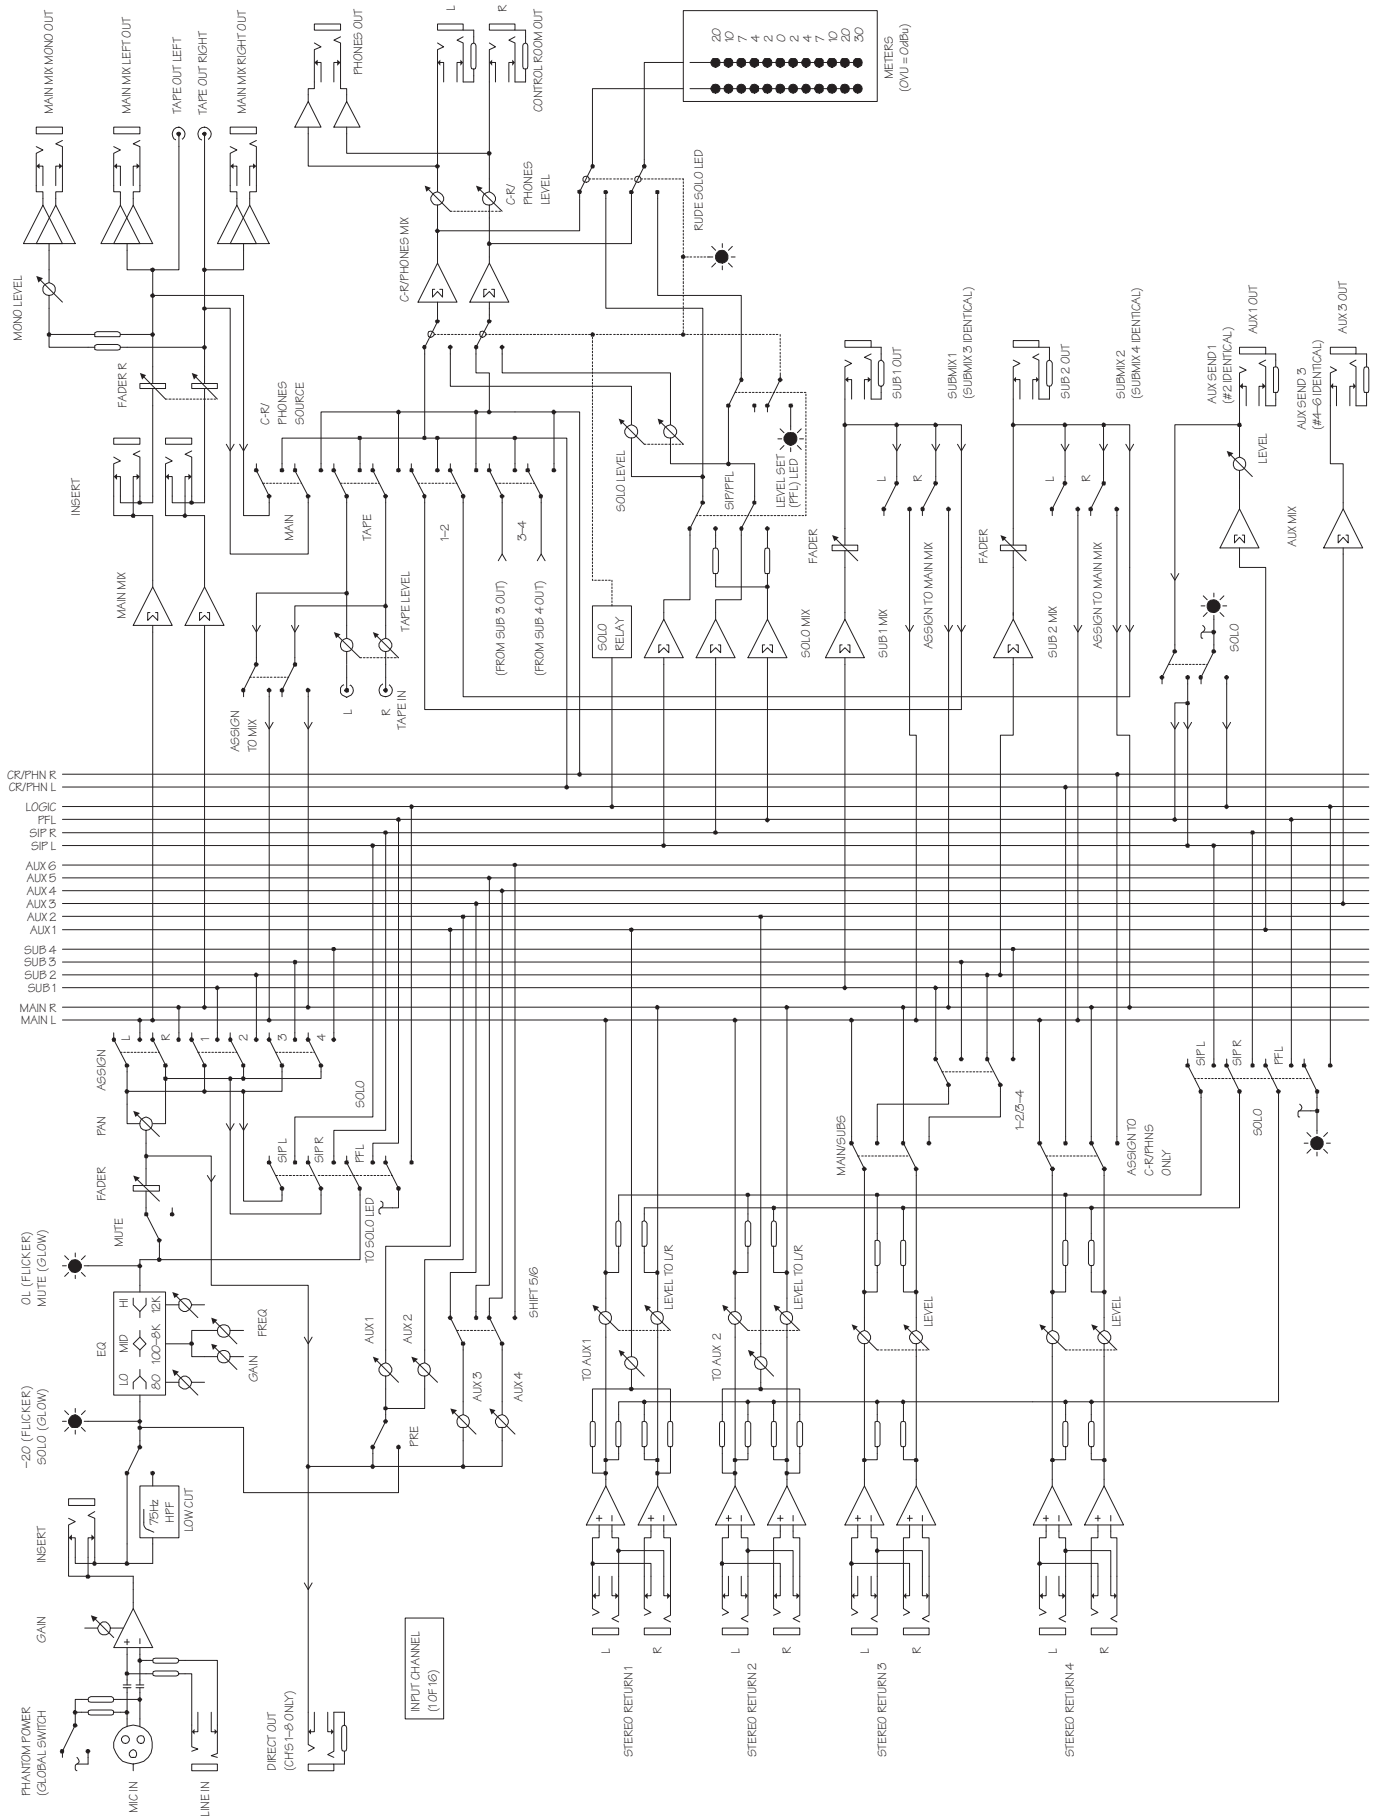 MAIN MIX MONO OUT
MAIN MIX LEFT OUT
TAPE OUT LEFT
TAPE OUT RIGHT
MAIN MIX RIGHT OUT
PHONES OUT
L
R
CONTROL ROOM OUT
20
10
7
4
2
0
2
4
7
10
20
30
METERS
(0VU = 0dBu)
MONO LEVEL
C-R/
PHONES
LEVEL
RUDE SOLO LED
C-R/PHONES MIX
FADER R
C-R/
PHONES
SOURCE
INSERT
MAIN
TAPE
1–2
3–4
SOLO LEVEL
SIP/PFL
LEVEL SET
(PFL) LED
SUB 1 OUT
SUBMIX 1
(SUBMIX 3 IDENTICAL)
SUB 2 OUT
SUBMIX 2
(SUBMIX 4 IDENTICAL)
AUX SEND 1
(#2 IDENTICAL)
AUX 1 OUT
AUX SEND 3
(#4–6 IDENTICAL)
AUX 3 OUT
LEVEL
L
R
FADER
L
R
FADER
MAIN MIX
Σ
Σ
Σ
Σ
TAPE LEVEL
(FROM SUB 3 OUT)
(FROM SUB 4 OUT)
SOLO
RELAY
Σ
Σ
Σ
SOLO MIX
Σ
SUB 1 MIX
ASSIGN TO MAIN MIX
Σ
SUB 2 MIX
ASSIGN TO MAIN MIX
Σ
AUX MIX
Σ
SOLO
ASSIGN
TO MIX
L
R
TAPE IN
CR/PHN R
CR/PHN L
LOGIC
PFL
SIP R
SIP L
AUX 6
AUX 5
AUX 4
AUX 3
AUX 2
AUX 1
SUB 4
SUB 3
SUB 2
SUB 1
MAIN R
MAIN L
ASSIGN
L
R
1
2
3
4
PAN
SOLO
SIP L
SIP R
PFL
TO SOLO LED
FADER
MUTE
OL (FLICKER)
MUTE (GLOW)
EQ
LO
MID
HI
80
100–8K
12K
FREQ
GAIN
-20 (FLICKER)
SOLO (GLOW)
AUX 1
AUX 2
PRE
AUX 3
AUX 4
SHIFT 5/6
75Hz
HPF
LOW CUT
INSERT
GAIN
+
–
PHANTOM POWER
(GLOBAL SWITCH)
MIC IN
LINE IN
DIRECT OUT
(CH'S 1–8 ONLY)
INPUT CHANNEL
(1 OF 16)
TO AUX 1
LEVEL TO L/R
TO AUX 2
LEVEL TO L/R
MAIN/SUBS
1–2/3–4
LEVEL
ASSIGN TO
C-R/PHNS
ONLY
LEVEL
SIP L
SIP R
PFL
SOLO
+
–
+
–
+
–
+
–
+
–
+
–
+
–
+
–
L
R
STEREO RETURN 1
L
R
STEREO RETURN 2
L
R
STEREO RETURN 3
L
R
STEREO RETURN 4